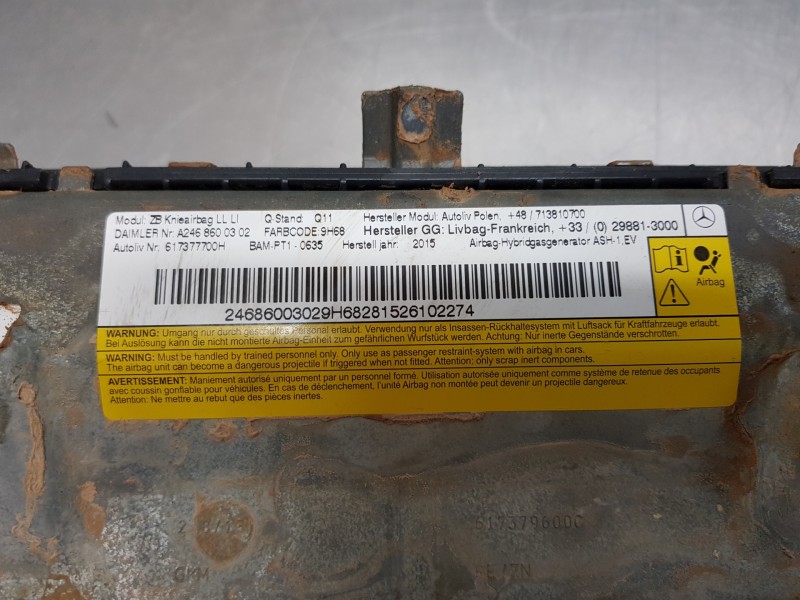 Modul: ZB Knieairbag LL LI Q.Stand: Q11 Hersteller Modul: Autoliv Polen, +48 / 713810700
DAIMLER Nr.: A246 860 03 02 FARBCODE: 9H68 Hersteller GG: Livbag-Frankreich, +33 / (0) 29881-3000
Autoliv Nr.: 617377700H BAM-PT1 - 0635 Herstell jahr: 2015 Airbag-Hybridgasgenerator ASH-1,EV
i
Airbag
24686003029H68281526102274
WARNUNG: Umgang nur durch geschultes Personal erlaubt. Verwendung nur als Insassen-Rückhaltesystem mit Luftsack für Kraftfahrzeuge erlaubt.
Bei Auslösung kann die nicht montierte Airbag-Einheit zum gefährlichen Wurfstück werden. Achtung: Nur inerte Gegenstände verschrotten.
WARNING: Must be handled by trained personnel only. Only use as passenger restraint-system with airbag in cars.
The airbag unit can become a dangerous projectile if triggered when not fitted. Attention: only scrap inert components.
AVERTISSEMENT: Maniement autorisé uniquement par un personnel formé. Utilisation autorisée uniquement comme système de retenue des occupants
avec coussin gonflable pour véhicules. En cas de déclenchement, l'unité Airbag non montée peut devenir un projectile dangereux.
Attention: Ne mettre au rebut que des pièces inertes.
617379600C
GKM